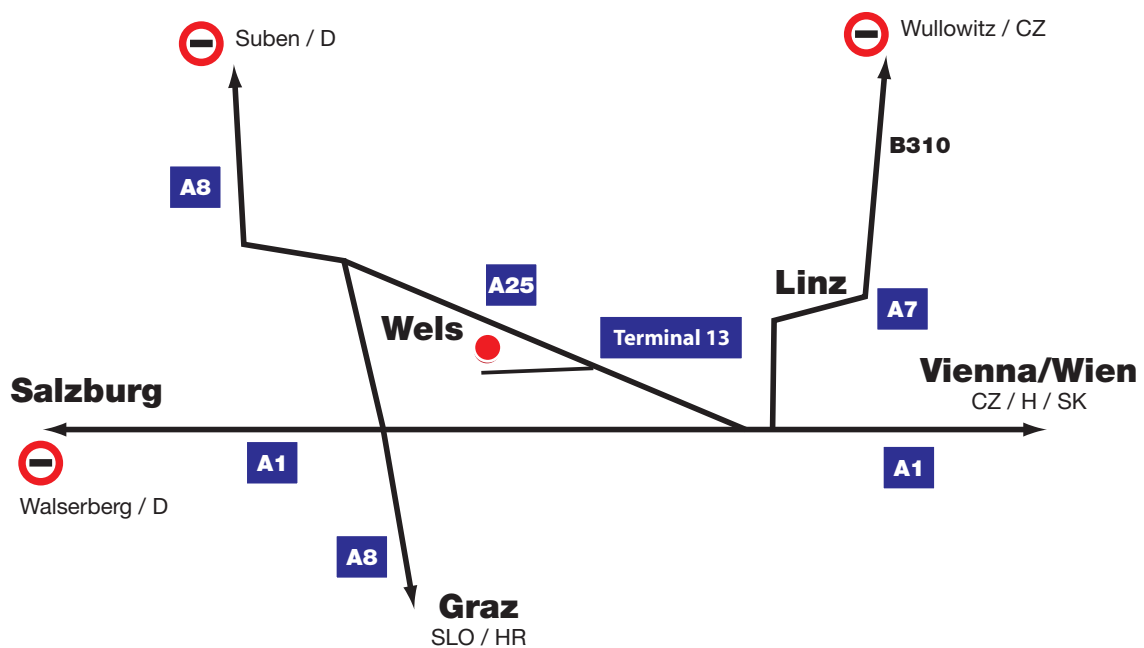 Suben / D
Wullowitz / CZ
B310
A8
A25
Linz
A7
Wels
Terminal 13
Vienna/Wien
CZ / H / SK
Salzburg
A1
A1
Walserberg / D
A8
Graz
SLO / HR